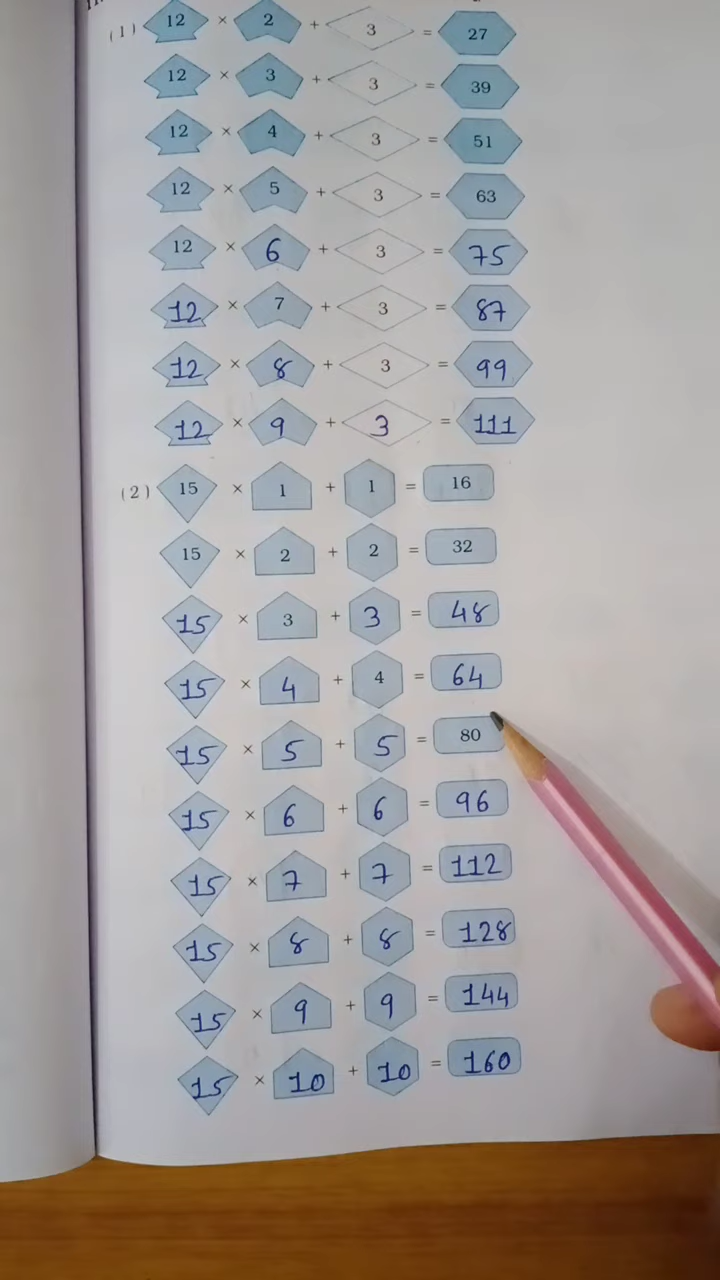 (1) 12 × 2 + 3 = 27
12 × 3 + 3 = 39
12 × 4 + 3 = 51
12 × 5 + 3 = 63
12 × 6 + 3 = 75
12 × 7 + 3 = 87
12 × 8 + 3 = 99
12 × 9 + 3 = 111
(2) 15 × 1 + 1 = 16
15 × 2 + 2 = 32
15 × 3 + 3 = 48
15 × 4 + 4 = 64
15 × 5 + 5 = 80
15 × 6 + 6 = 96
15 × 7 + 7 = 112
15 × 8 + 8 = 128
15 × 9 + 9 = 144
15 × 10 + 10 = 160